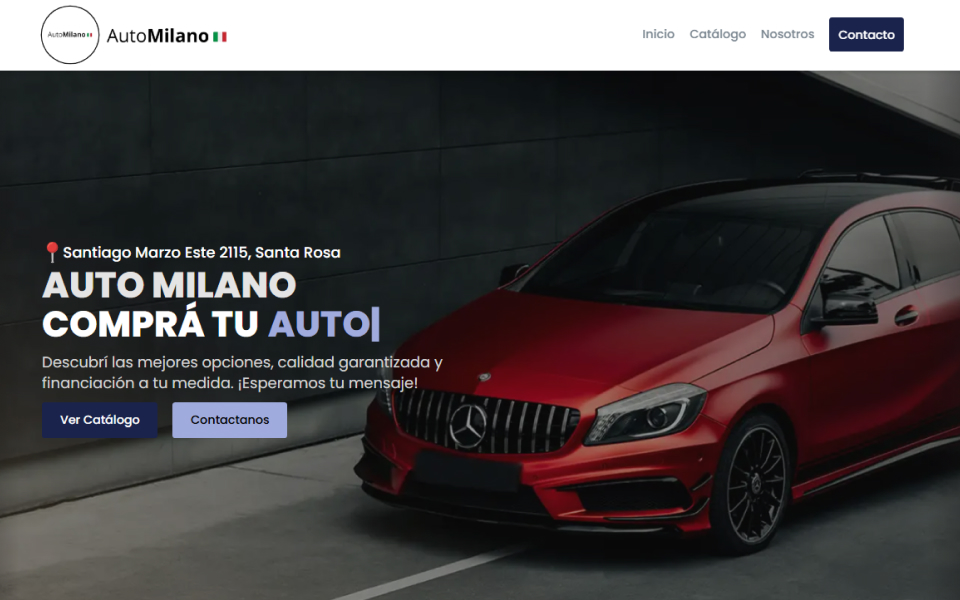 AutoMilano
AutoMilano
Inicio
Catálogo
Nosotros
Contacto
Santiago Marzo Este 2115, Santa Rosa
AUTO MILANO
COMPRÁ TU AUTO|
Descubrí las mejores opciones, calidad garantizada y
financiación a tu medida. ¡Esperamos tu mensaje!
Ver Catálogo
Contactanos